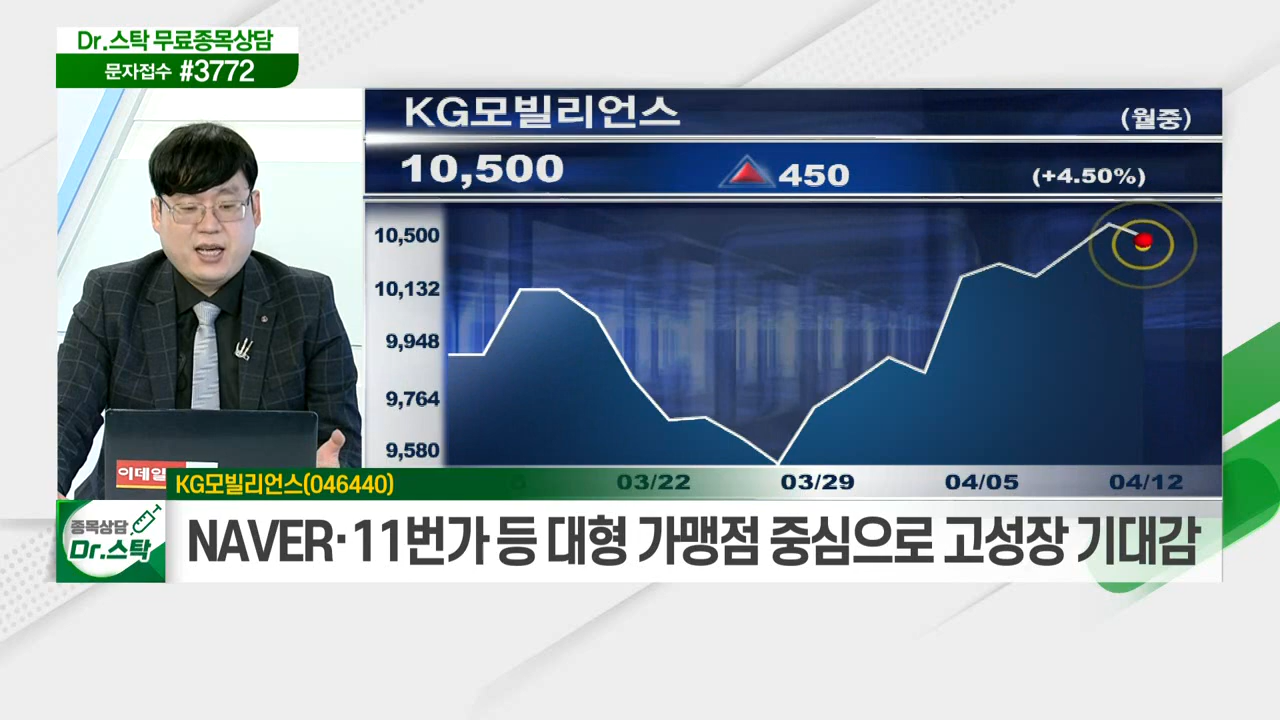 Dr.스탁 무료종목상담
문자접수 #3772
KG모빌리언스
(월중)
10,500
450
(+4.50%)
10,500
10,132
9,948
9,764
9,580
03/22
03/29
04/05
04/12
이데일
KG모빌리언스(046440)
종목상담
Dr.스탁
NAVER·11번가 등 대형 가맹점 중심으로 고성장 기대감